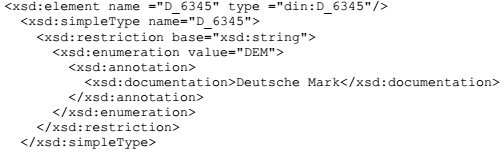 <xsd:element name ="D_6345" type ="din:D_6345"/>
  <xsd:simpleType name="D_6345">
    <xsd:restriction base="xsd:string">
      <xsd:enumeration value="DEM">
        <xsd:annotation>
          <xsd:documentation>Deutsche Mark</xsd:documentation>
        </xsd:annotation>
      </xsd:enumeration>
    </xsd:restriction>
  </xsd:simpleType>